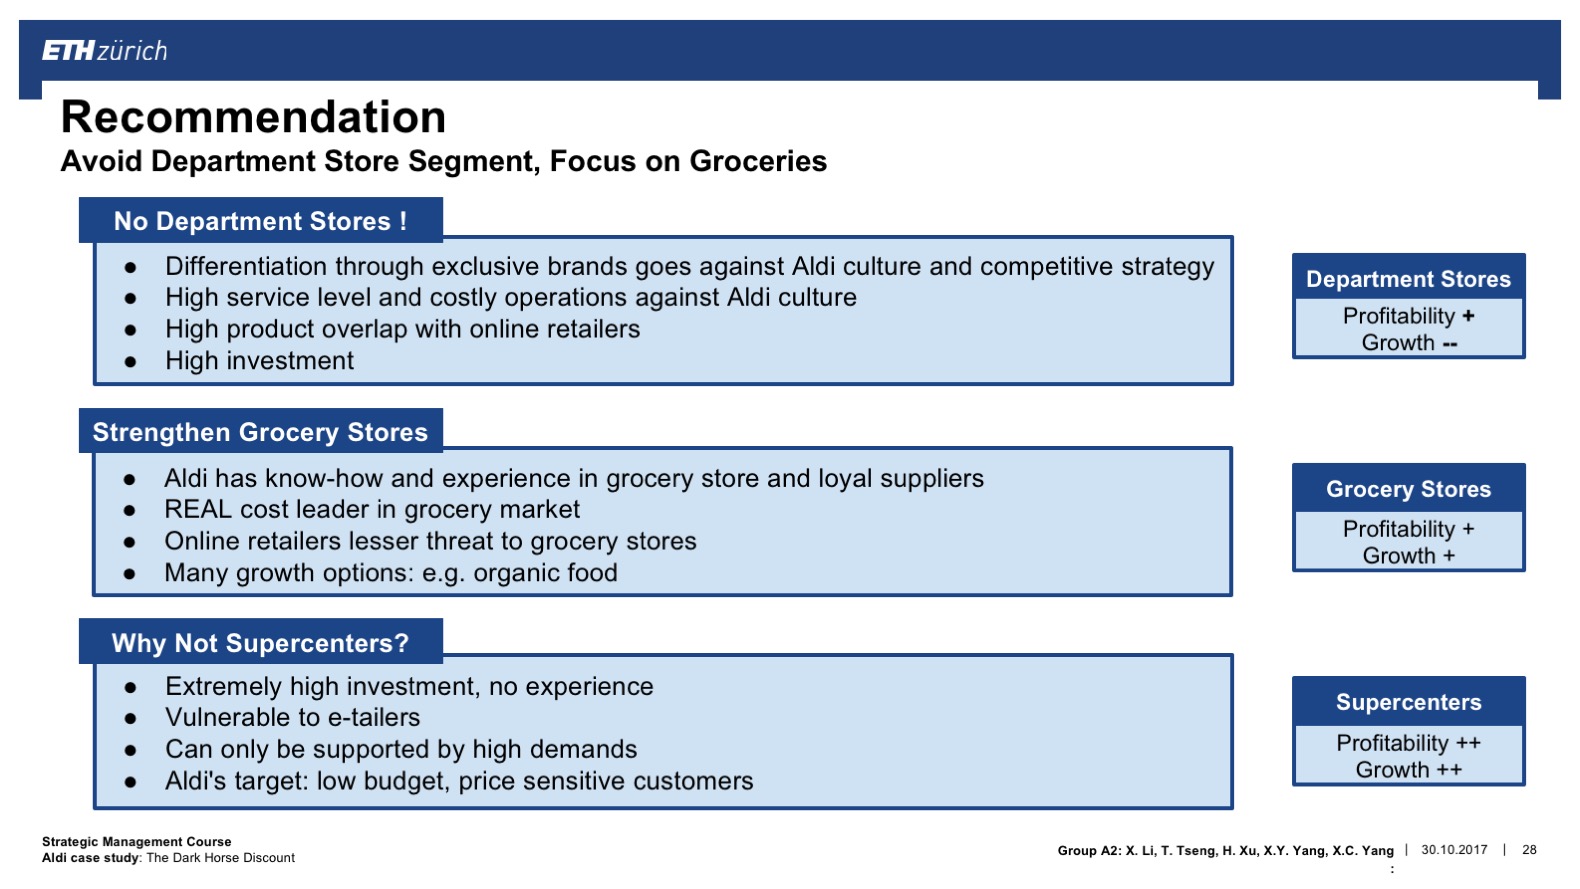 ETH zürich
Recommendation
Avoid Department Store Segment, Focus on Groceries
No Department Stores !
● Differentiation through exclusive brands goes against Aldi culture and competitive strategy
● High service level and costly operations against Aldi culture
● High product overlap with online retailers
● High investment
Department Stores
Profitability +
Growth --
Strengthen Grocery Stores
● Aldi has know-how and experience in grocery store and loyal suppliers
● REAL cost leader in grocery market
● Online retailers lesser threat to grocery stores
● Many growth options: e.g. organic food
Grocery Stores
Profitability +
Growth +
Why Not Supercenters?
● Extremely high investment, no experience
● Vulnerable to e-tailers
● Can only be supported by high demands
● Aldi's target: low budget, price sensitive customers
Supercenters
Profitability ++
Growth ++
Strategic Management Course
Aldi case study: The Dark Horse Discount
Group A2: X. Li, T. Tseng, H. Xu, X.Y. Yang, X.C. Yang | 30.10.2017 | 28
: